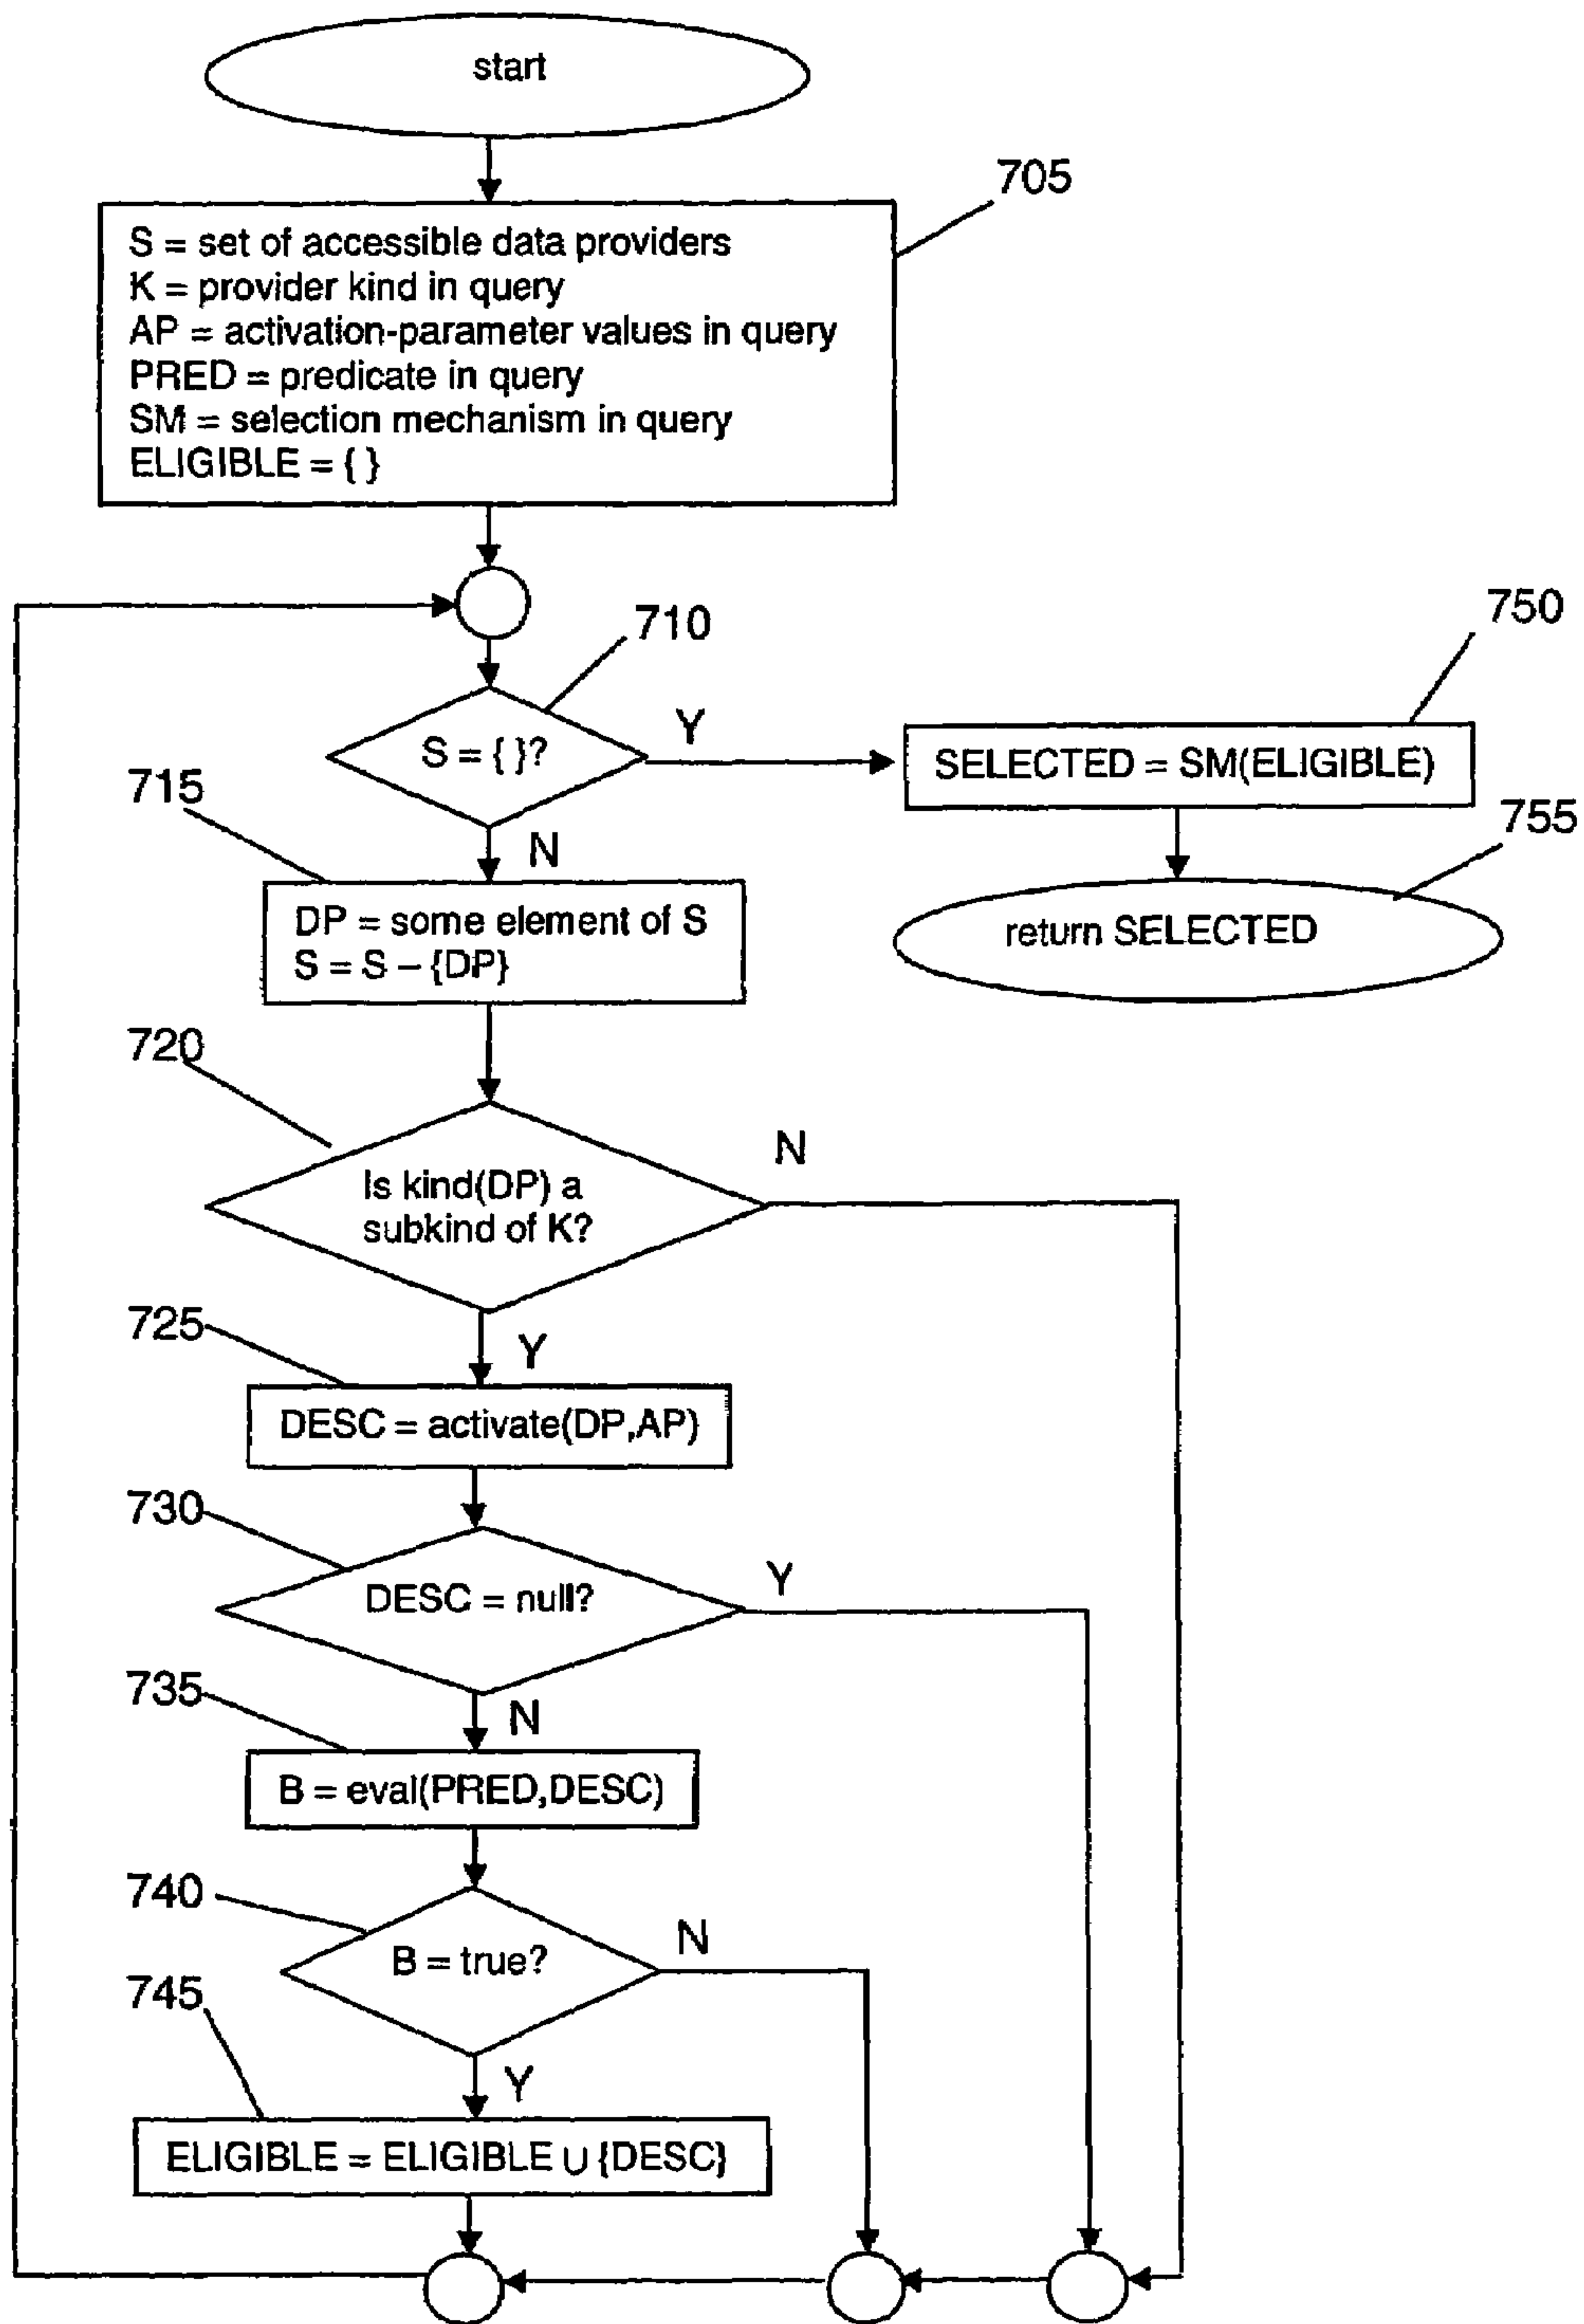 start
705
S = set of accessible data providers
K = provider kind in query
AP = activation-parameter values in query
PRED = predicate in query
SM = selection mechanism in query
ELIGIBLE = { }
710
750
S = { }?
Y
SELECTED = SM(ELIGIBLE)
715
N
755
DP = some element of S
S = S – {DP}
return SELECTED
720
N
Is kind(DP) a
subkind of K?
725
Y
DESC = activate(DP,AP)
730
Y
DESC = null?
735
N
B = eval(PRED,DESC)
740
N
B = true?
745
Y
ELIGIBLE = ELIGIBLE ∪ {DESC}